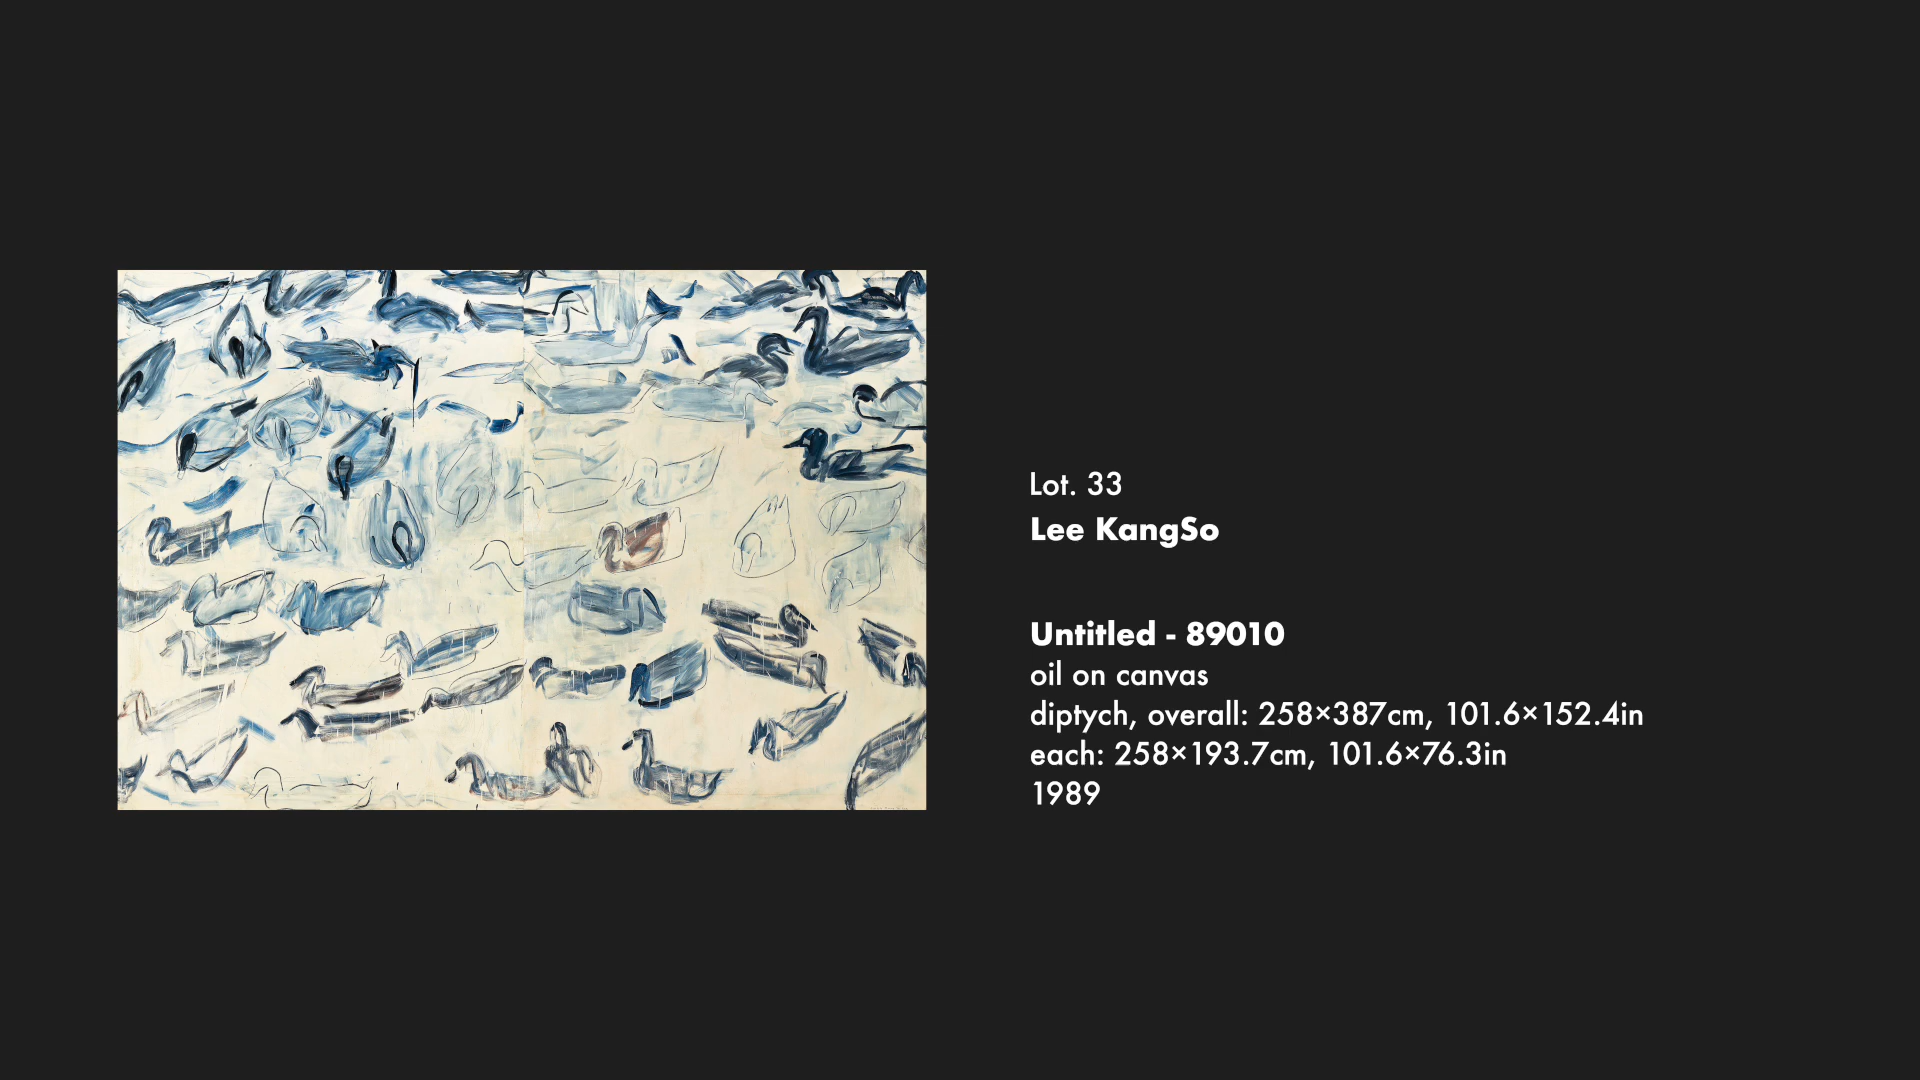 Lot. 33
Lee KangSo
Untitled - 89010
oil on canvas
diptych, overall: 258×387cm, 101.6×152.4in
each: 258×193.7cm, 101.6×76.3in
1989